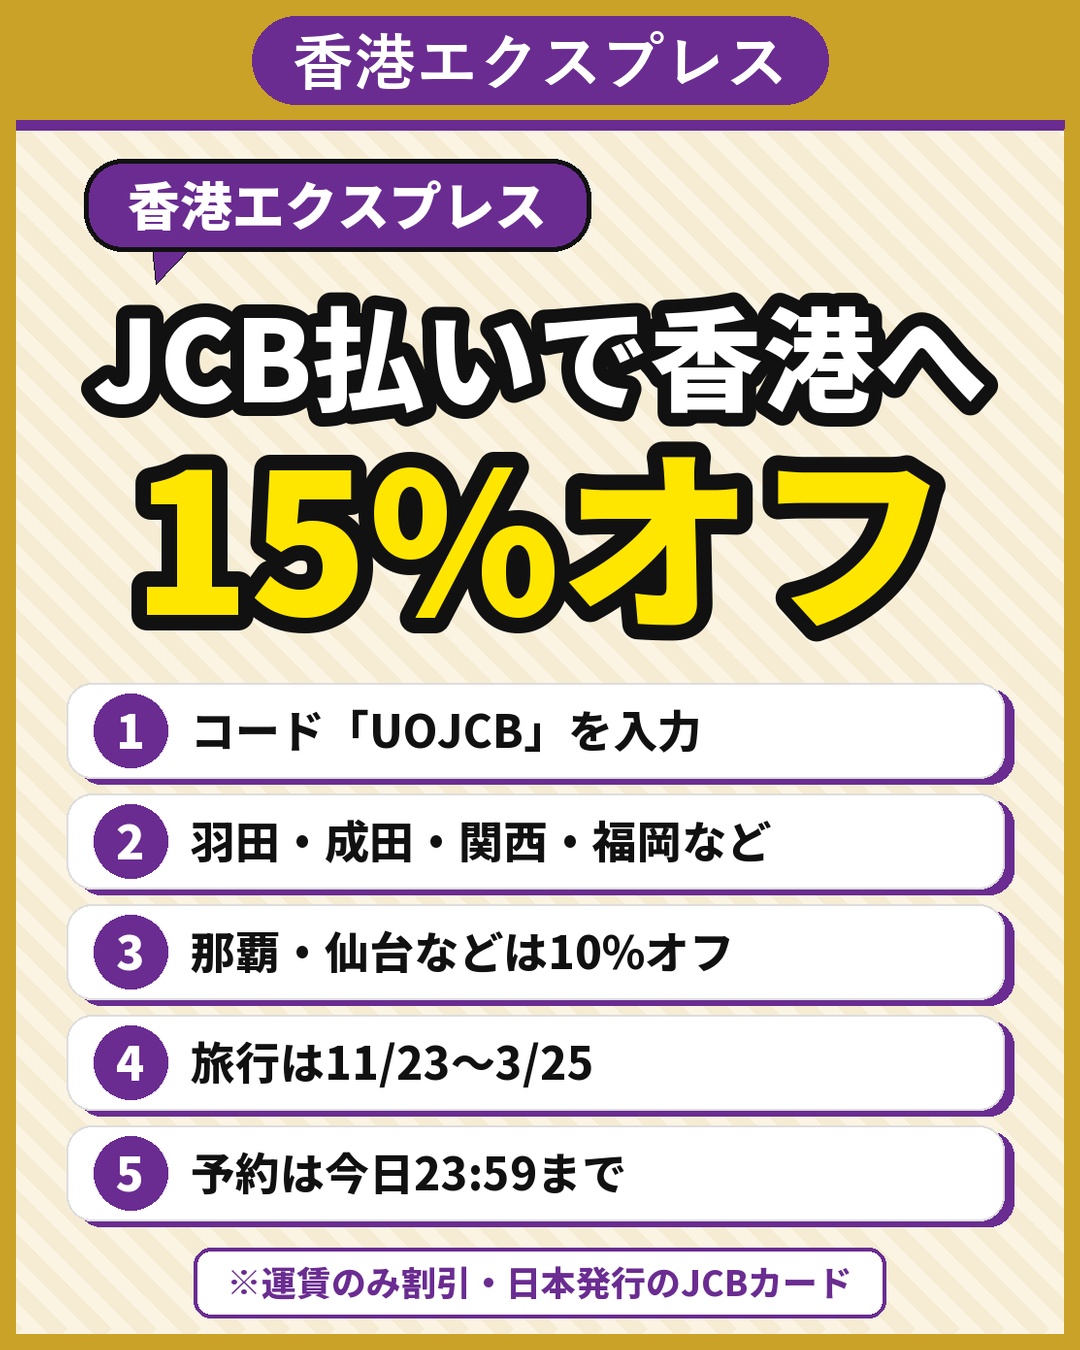 香港エクスプレス
香港エクスプレス
JCB払いで香港へ
15%オフ
1 コード「UOJCB」を入力
2 羽田・成田・関西・福岡など
3 那覇・仙台などは10%オフ
4 旅行は11/23〜3/25
5 予約は今日23:59まで
※運賃のみ割引・日本発行のJCBカード